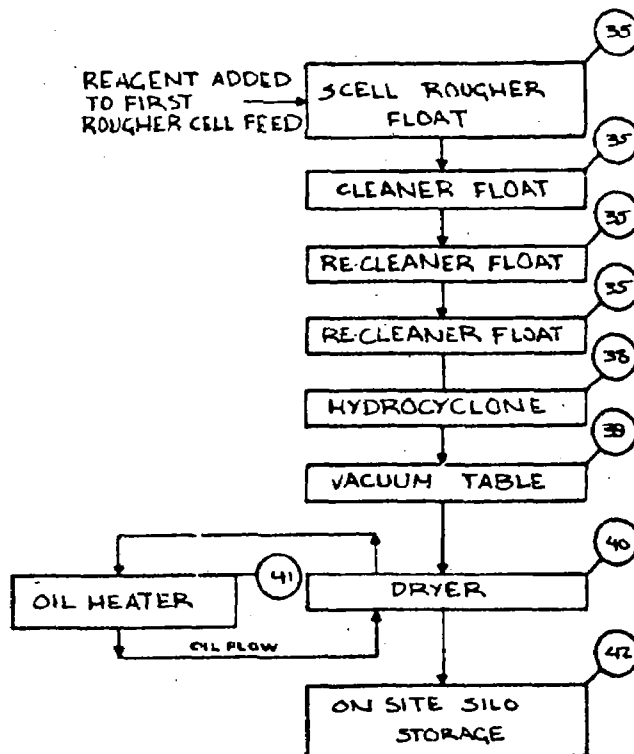 35
REAGENT ADDED
TO FIRST
ROUGHER CELL FEED
5 CELL ROUGHER
FLOAT
35
CLEANER FLOAT
35
RE-CLEANER FLOAT
35
RE-CLEANER FLOAT
38
HYDROCYCLONE
39
VACUUM TABLE
40
41
OIL HEATER
DRYER
OIL FLOW
42
ON SITE SILO
STORAGE